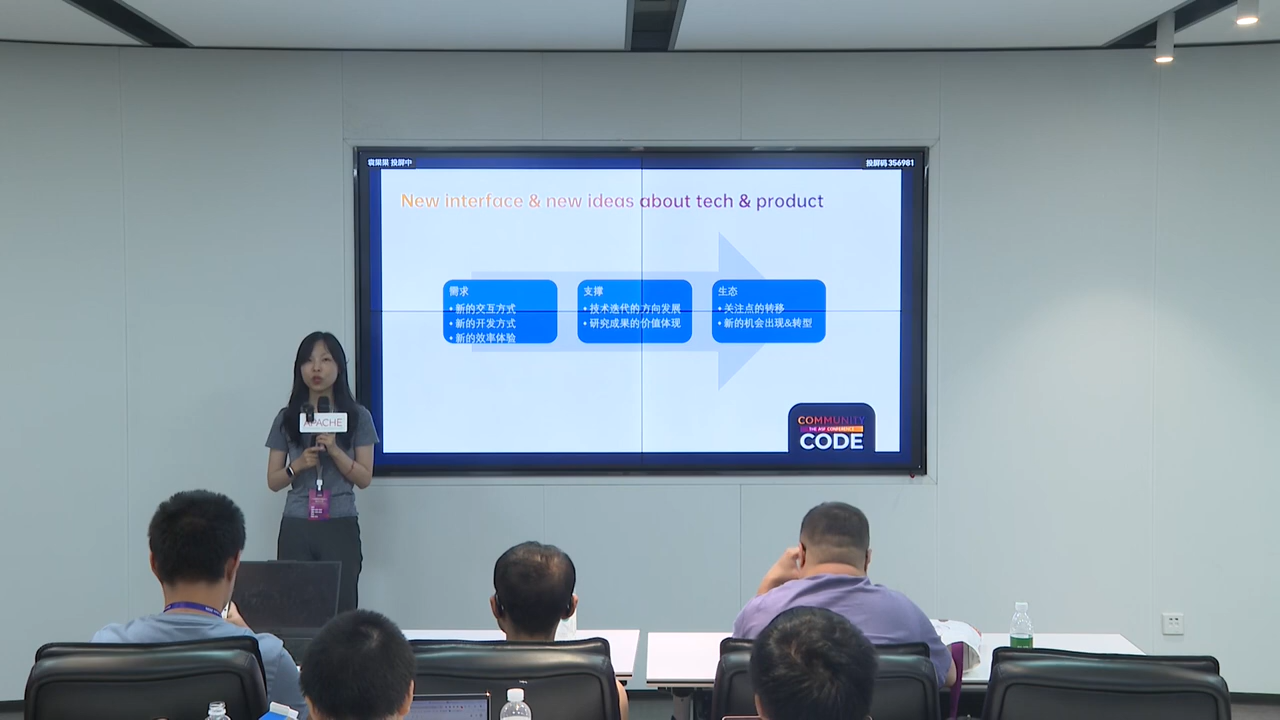 袁果果 投屏中
投屏码 356981
New interface & new ideas about tech & product
需求
• 新的交互方式
• 新的开发方式
• 新的效率体验
支撑
• 技术迭代的方向发展
• 研究成果的价值体现
生态
• 关注点的转移
• 新的机会出现&转型
COMMUNITY
THE ASF CONFERENCE
CODE
APACHE